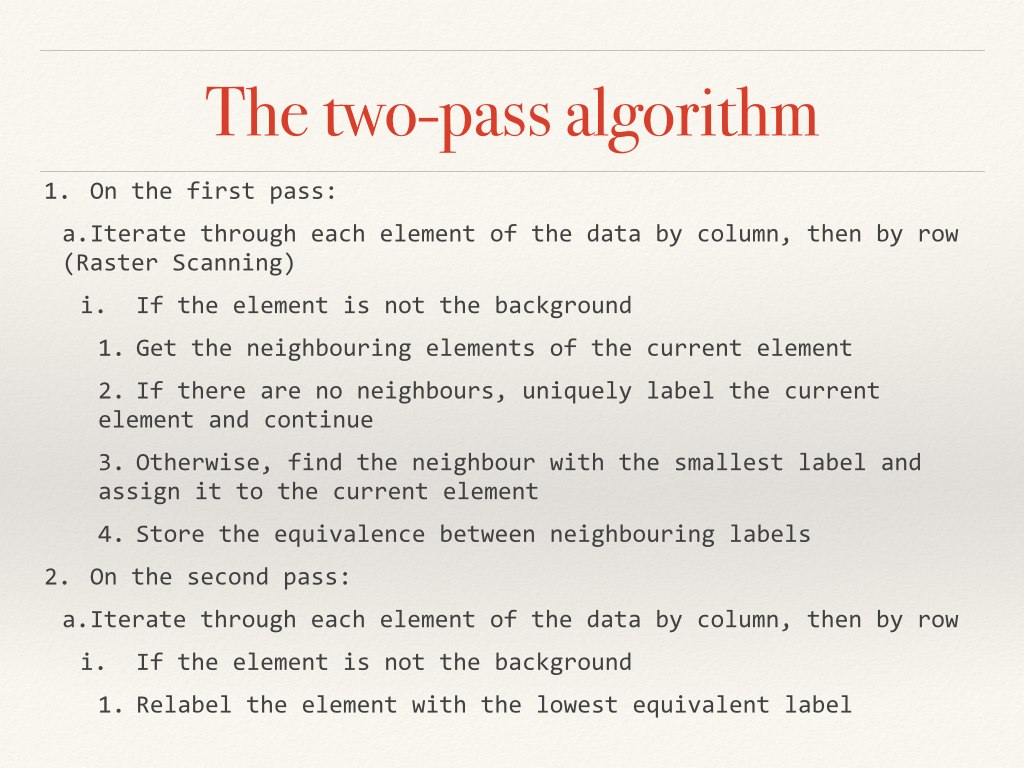 The two-pass algorithm
1. On the first pass:
a.Iterate through each element of the data by column, then by row
(Raster Scanning)
i. If the element is not the background
1. Get the neighbouring elements of the current element
2. If there are no neighbours, uniquely label the current
element and continue
3. Otherwise, find the neighbour with the smallest label and
assign it to the current element
4. Store the equivalence between neighbouring labels
2. On the second pass:
a.Iterate through each element of the data by column, then by row
i. If the element is not the background
1. Relabel the element with the lowest equivalent label